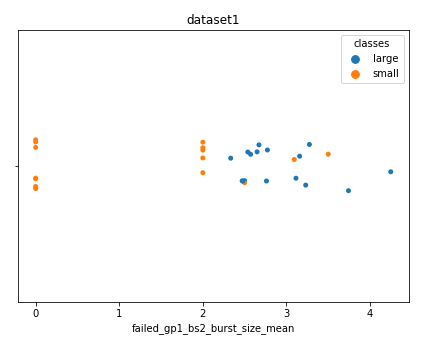 dataset1
classes
large
small
0 1 2 3 4
failed_gp1_bs2_burst_size_mean